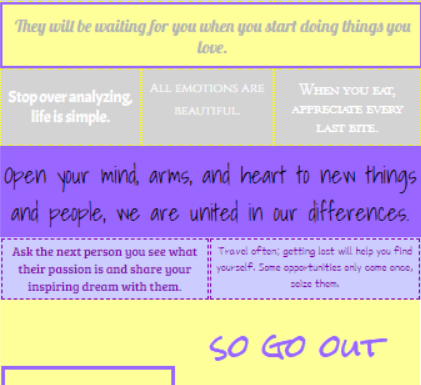 They will be waiting for you when you start doing things you
love.
Stop over analyzing,
life is simple.
All emotions are
beautiful.
When you eat,
appreciate every
last bite.
Open your mind, arms, and heart to new things
and people, we are united in our differences.
Ask the next person you see what
their passion is and share your
inspiring dream with them.
Travel often; getting lost will help you find
yourself. Some opportunities only come once,
seize them.
SO GO OUT